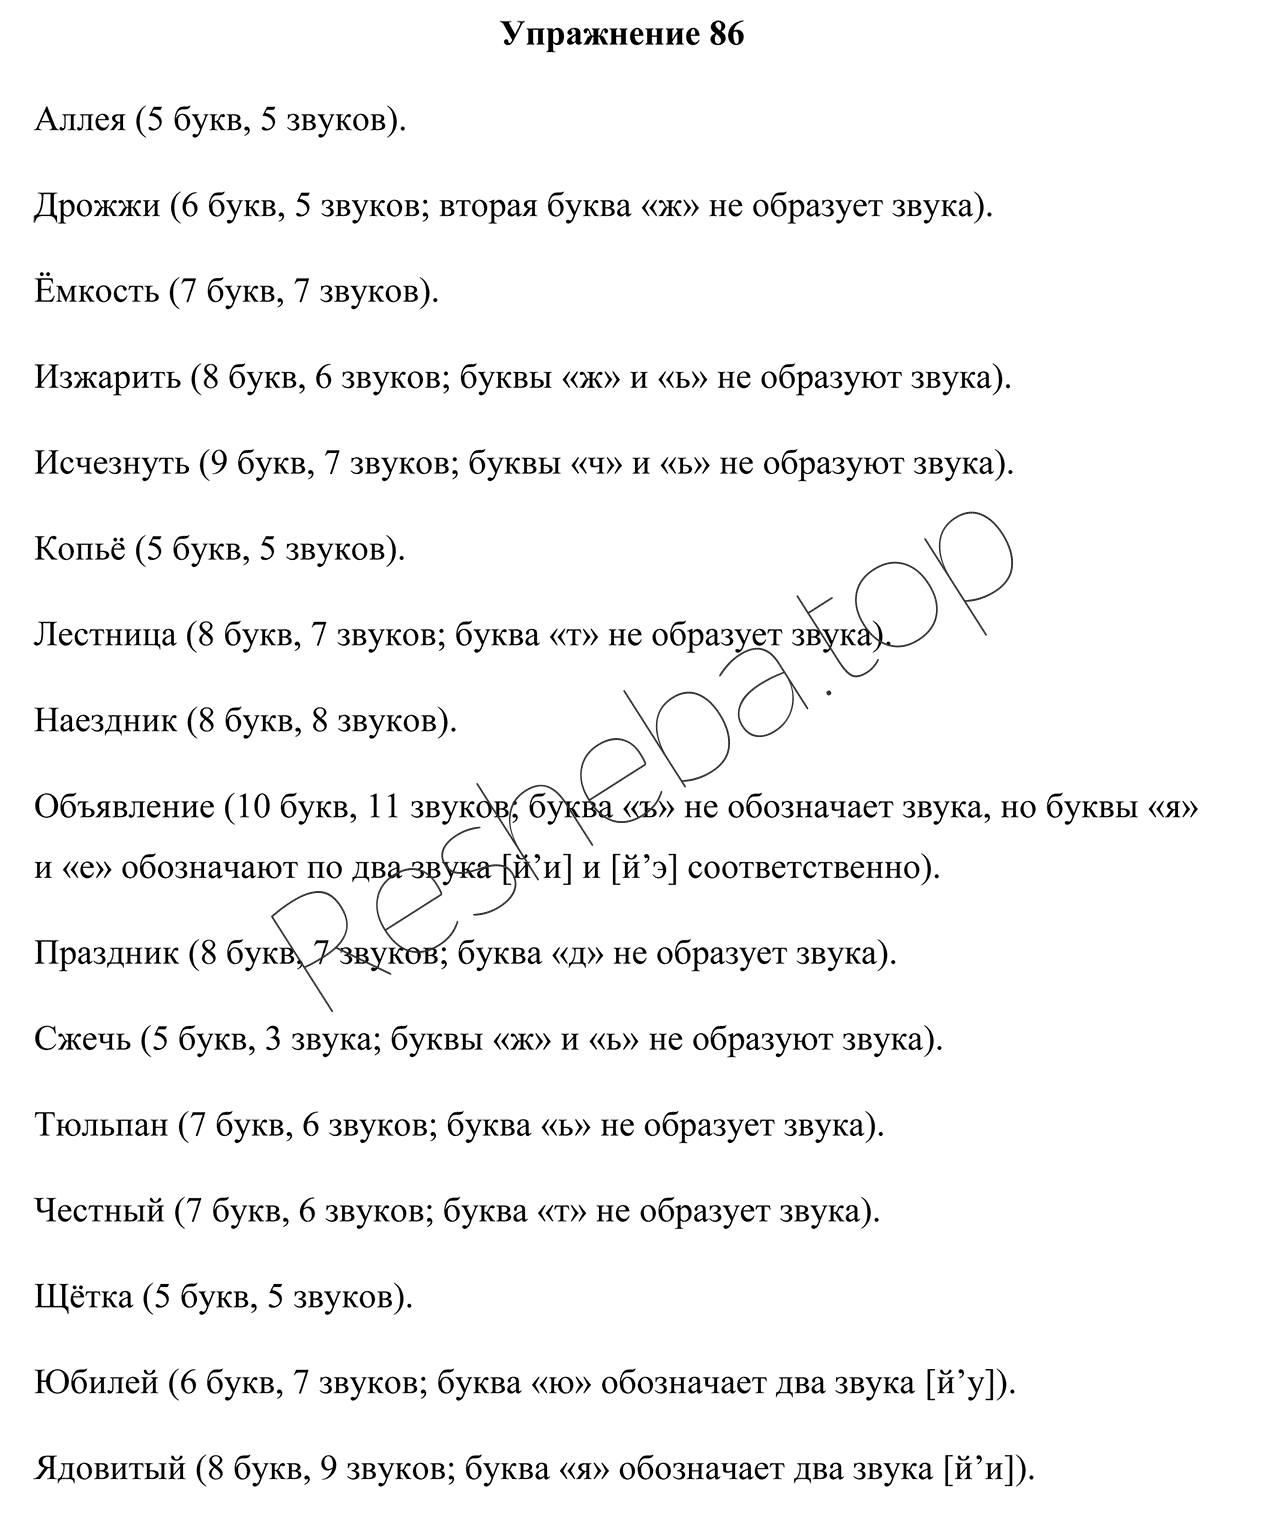 Упражнение 86
Аллея (5 букв, 5 звуков).
Дрожжи (6 букв, 5 звуков; вторая буква «ж» не образует звука).
Ёмкость (7 букв, 7 звуков).
Изжарить (8 букв, 6 звуков; буквы «ж» и «ь» не образуют звука).
Исчезнуть (9 букв, 7 звуков; буквы «ч» и «ь» не образуют звука).
Копьё (5 букв, 5 звуков).
Лестница (8 букв, 7 звуков; буква «т» не образует звука).
Наездник (8 букв, 8 звуков).
Объявление (10 букв, 11 звуков; буква «ъ» не обозначает звука, но буквы «я»
и «е» обозначают по два звука [й’и] и [й’э] соответственно).
Праздник (8 букв, 7 звуков; буква «д» не образует звука).
Сжечь (5 букв, 3 звука; буквы «ж» и «ь» не образуют звука).
Тюльпан (7 букв, 6 звуков; буква «ь» не образует звука).
Честный (7 букв, 6 звуков; буква «т» не образует звука).
Щётка (5 букв, 5 звуков).
Юбилей (6 букв, 7 звуков; буква «ю» обозначает два звука [й’у]).
Ядовитый (8 букв, 9 звуков; буква «я» обозначает два звука [й’и]).
Resheba.top